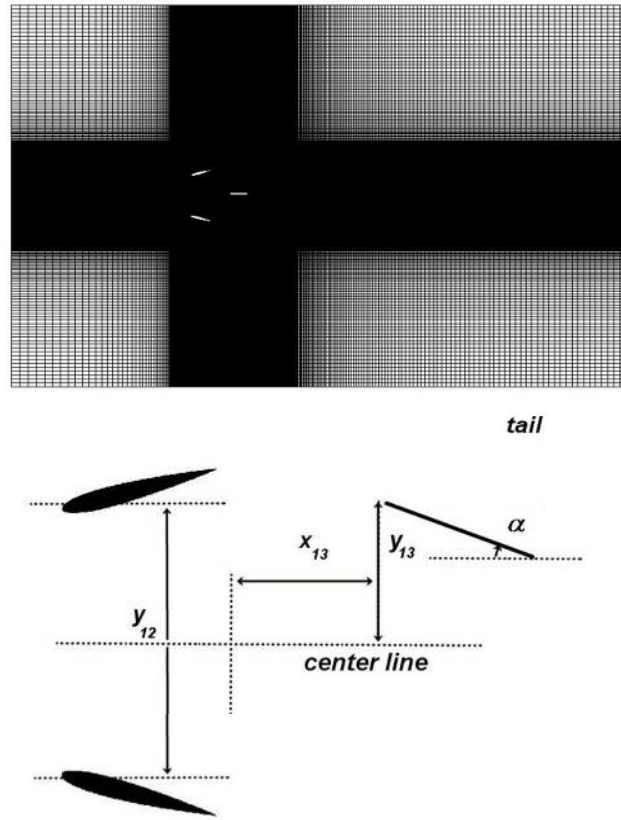 tail
α
x13
y13
y12
center line